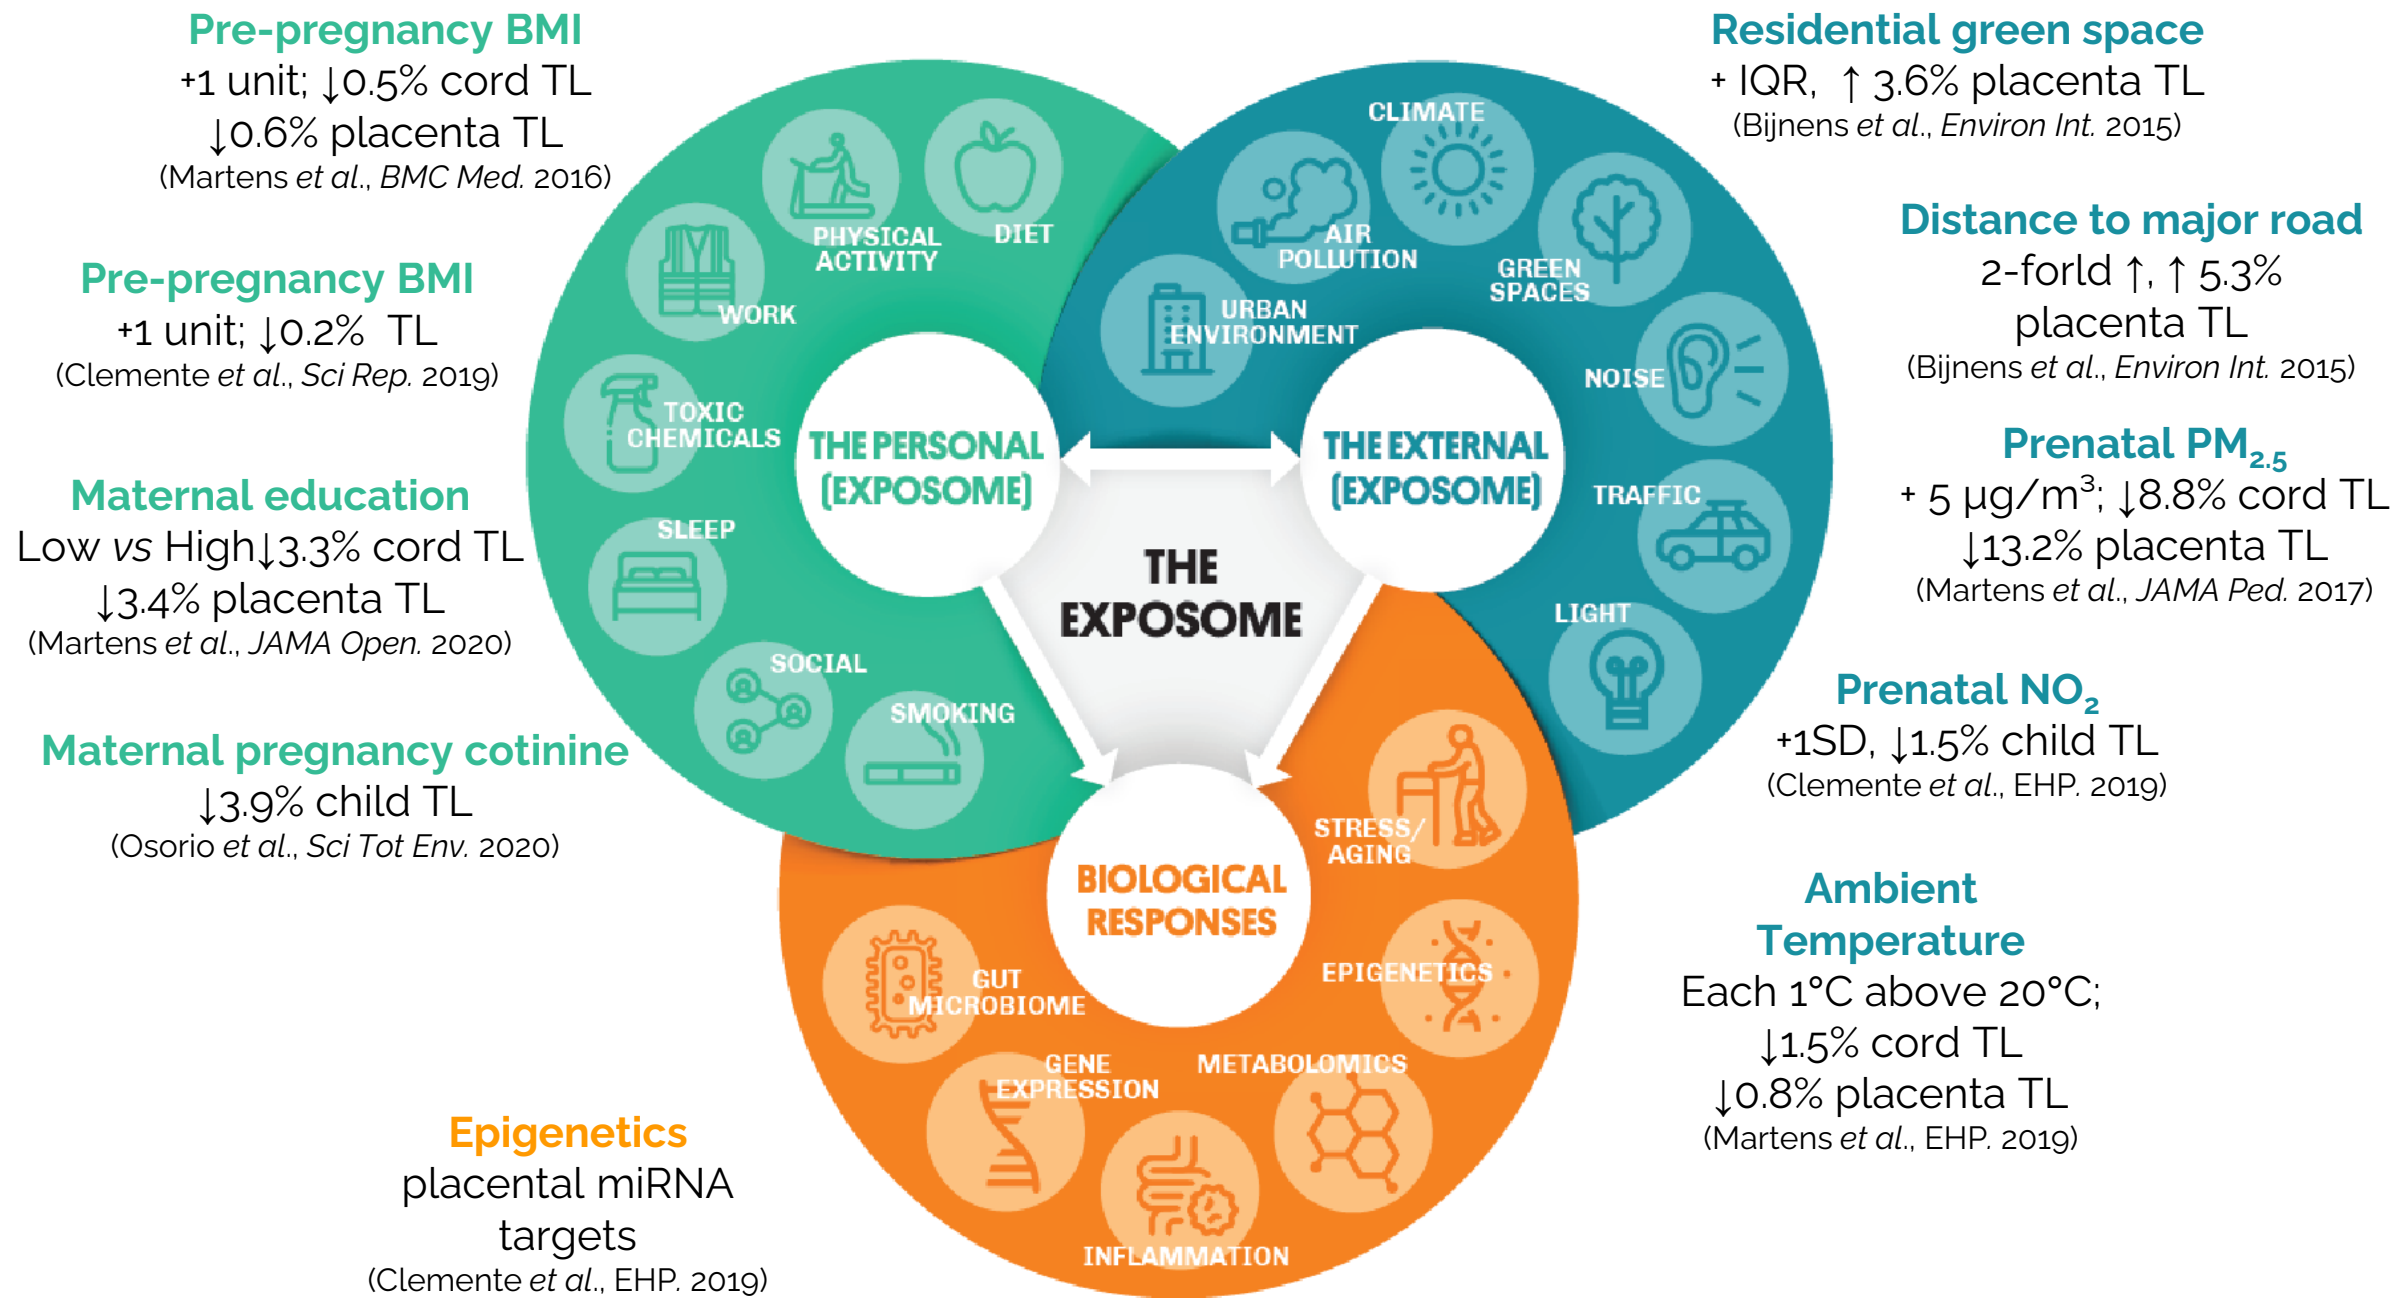 Pre-pregnancy BMI
+1 unit; ↓0.5% cord TL
↓0.6% placenta TL
(Martens et al., BMC Med. 2016)
Pre-pregnancy BMI
+1 unit; ↓0.2% TL
(Clemente et al., Sci Rep. 2019)
Maternal education
Low vs High↓3.3% cord TL
↓3.4% placenta TL
(Martens et al., JAMA Open. 2020)
Maternal pregnancy cotinine
↓3.9% child TL
(Osorio et al., Sci Tot Env. 2020)
Epigenetics
placental miRNA
targets
(Clemente et al., EHP. 2019)
DIET
PHYSICAL
ACTIVITY
WORK
TOXIC
CHEMICALS
SLEEP
SOCIAL
SMOKING
THE PERSONAL
(EXPOSOME)
THE
EXPOSOME
THE EXTERNAL
(EXPOSOME)
CLIMATE
AIR
POLLUTION
GREEN
SPACES
URBAN
ENVIRONMENT
NOISE
TRAFFIC
LIGHT
BIOLOGICAL
RESPONSES
STRESS/
AGING
EPIGENETICS
METABOLOMICS
INFLAMMATION
GENE
EXPRESSION
GUT
MICROBIOME
Residential green space
+ IQR, ↑ 3.6% placenta TL
(Bijnens et al., Environ Int. 2015)
Distance to major road
2-forld ↑, ↑ 5.3%
placenta TL
(Bijnens et al., Environ Int. 2015)
Prenatal PM₂.₅
+ 5 µg/m³; ↓8.8% cord TL
↓13.2% placenta TL
(Martens et al., JAMA Ped. 2017)
Prenatal NO₂
+1SD, ↓1.5% child TL
(Clemente et al., EHP. 2019)
Ambient
Temperature
Each 1°C above 20°C;
↓1.5% cord TL
↓0.8% placenta TL
(Martens et al., EHP. 2019)